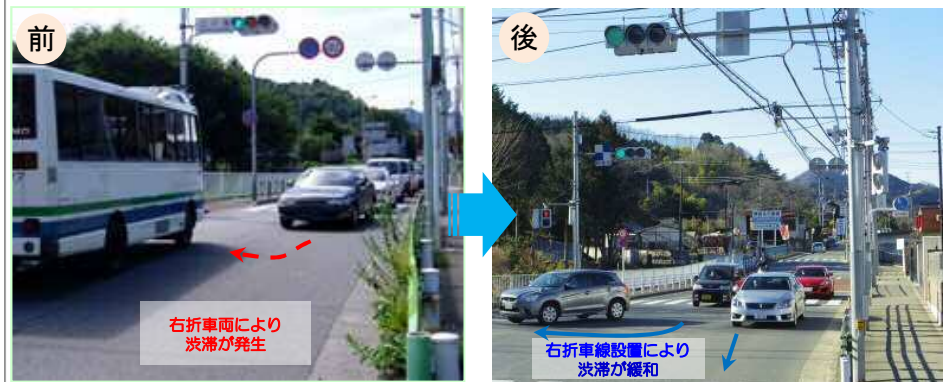 前
右折車両により
渋滞が発生
後
右折車線設置により
渋滞が緩和